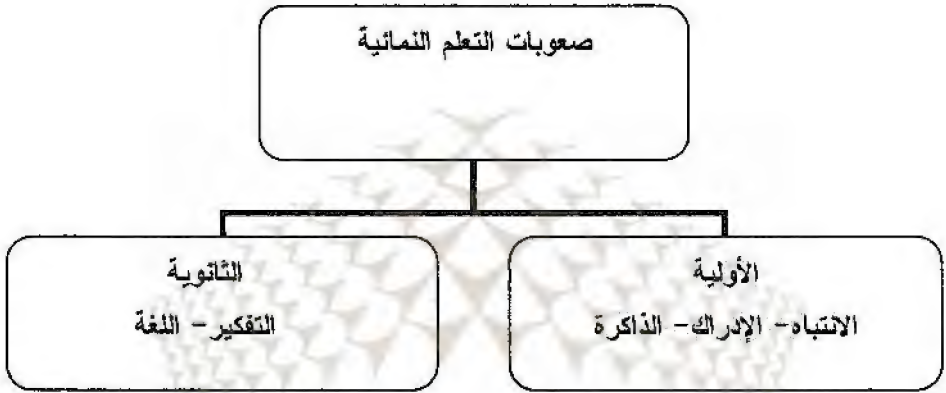 صعوبات التعلم النمائية
الأولية
الانتباه- الإدراك- الذاكرة
الثانوية
التفكير- اللغة